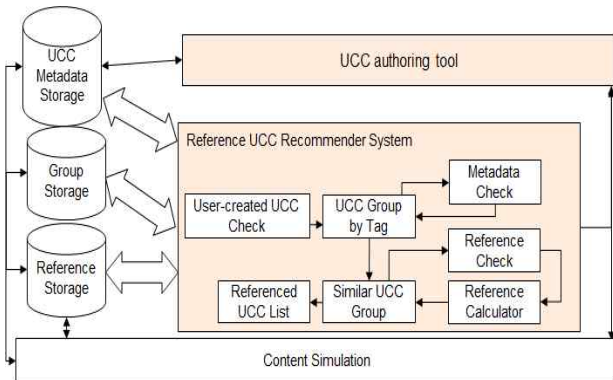 UCC
Metadata
Storage
UCC authoring tool
Group
Storage
Reference
Storage
Reference UCC Recommender System
User-created UCC
Check
UCC Group
by Tag
Metadata
Check
Reference
Check
Referenced
UCC List
Similar UCC
Group
Reference
Calculator
Content Simulation